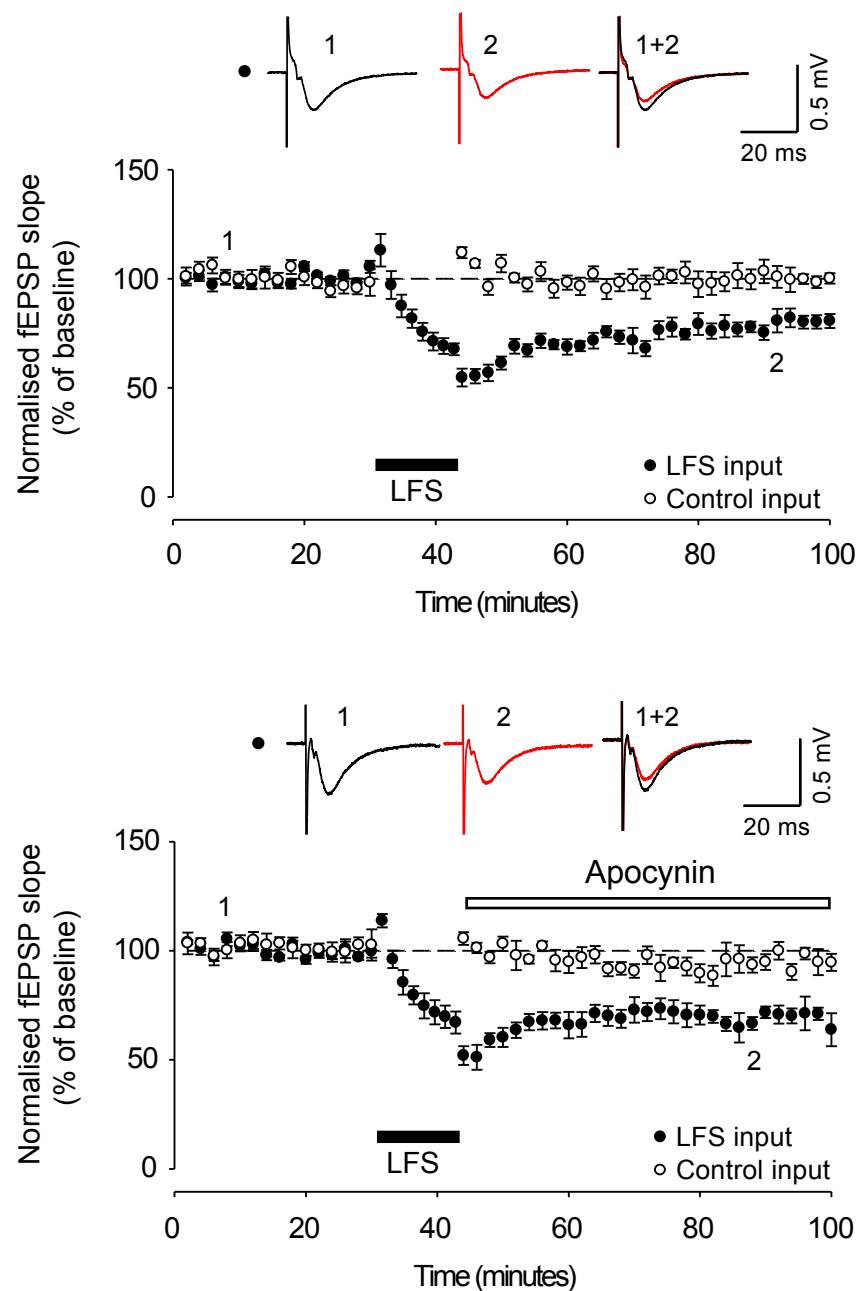 1
2
1+2
0.5 mV
20 ms
Normalised fEPSP slope
(% of baseline)
150
100
50
0
1
2
LFS
LFS input
Control input
0
20
40
60
80
100
Time (minutes)
1
2
1+2
0.5 mV
20 ms
Normalised fEPSP slope
(% of baseline)
150
100
50
0
1
Apocynin
2
LFS
LFS input
Control input
0
20
40
60
80
100
Time (minutes)